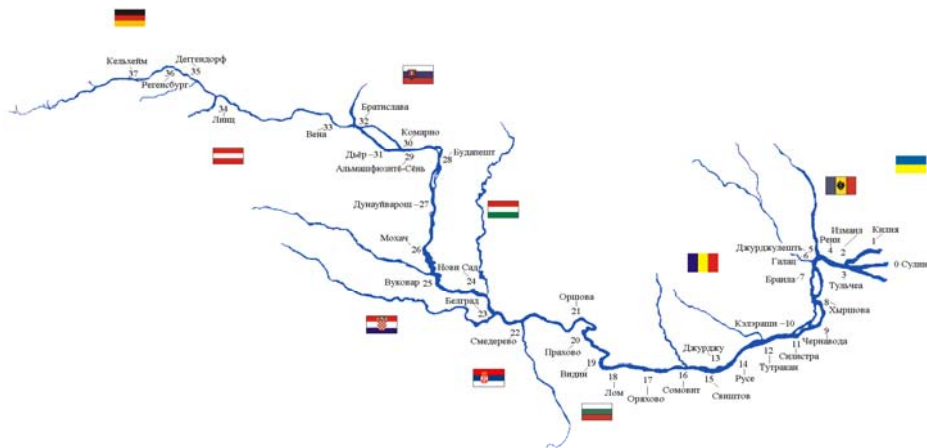 Дегтендорф
Кельхейм
37
36
35
Регенсбург
34
Линц
Братислава
33
32
Вена
Комарно
30
Дьёр –31
29
28
Будапешт
Альмашфюзитё-Сёнь
Дунауйварош –27
Мохач
26
Нови Сад
24
Вуковар
25
Белград
23
22
Смедерево
Оршова
21
20
Прахово
19
Видин
18
Лом
17
Оряхово
16
Сомовит
15
Свиштов
Джурджу
13
14
Русе
12
Тутракан
11
Силистра
Кэлэраши –10
9
Чернавода
8
Хыршова
Джурджулешть
5
Рени
4
Измаил
2
Килия
1
Галац
6
0 Сулин
3
Тульчеа
Браила
7